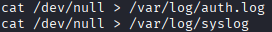 cat /dev/null > /var/log/auth.log
cat /dev/null > /var/log/syslog